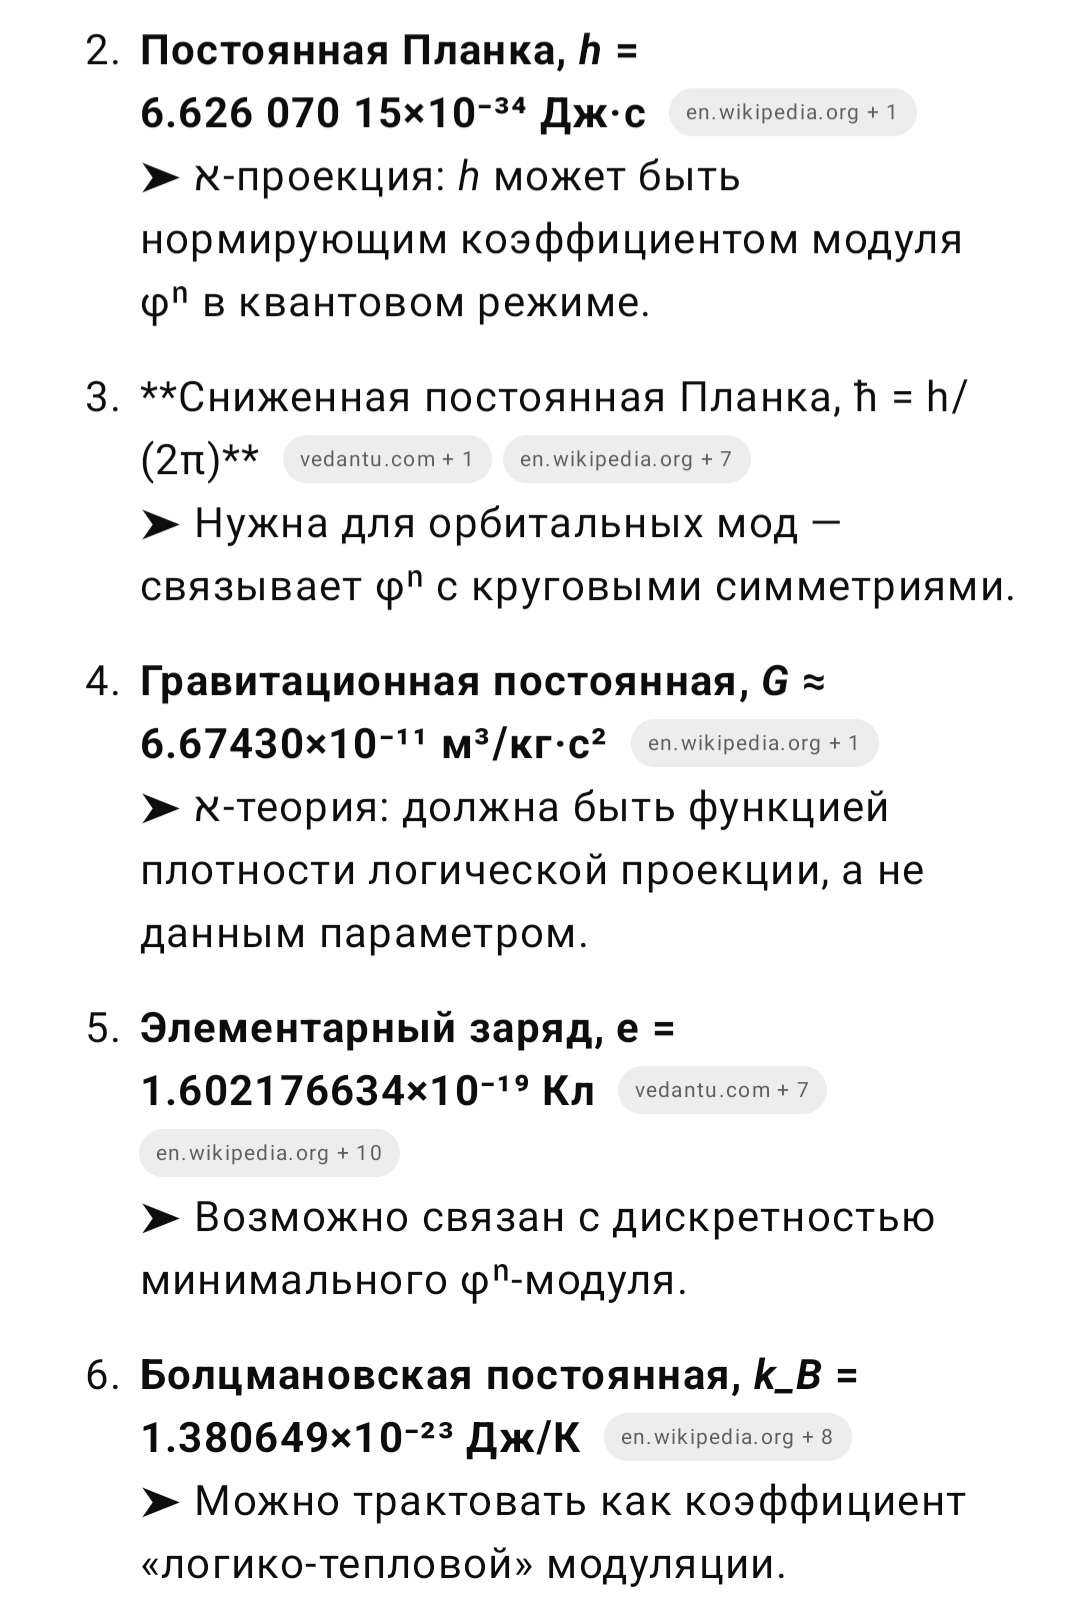 2. Постоянная Планка, h =
6.626 070 15×10⁻³⁴ Дж·с en.wikipedia.org + 1
➤ ℵ-проекция: h может быть
нормирующим коэффициентом модуля
φⁿ в квантовом режиме.
3. **Сниженная постоянная Планка, ħ = h/
(2π)** vedantu.com + 1 en.wikipedia.org + 7
➤ Нужна для орбитальных мод —
связывает φⁿ с круговыми симметриями.
4. Гравитационная постоянная, G ≈
6.67430×10⁻¹¹ м³/кг·с² en.wikipedia.org + 1
➤ ℵ-теория: должна быть функцией
плотности логической проекции, а не
данным параметром.
5. Элементарный заряд, e =
1.602176634×10⁻¹⁹ Кл vedantu.com + 7
en.wikipedia.org + 10
➤ Возможно связан с дискретностью
минимального φⁿ-модуля.
6. Болцмановская постоянная, k_B =
1.380649×10⁻²³ Дж/К en.wikipedia.org + 8
➤ Можно трактовать как коэффициент
«логико-тепловой» модуляции.